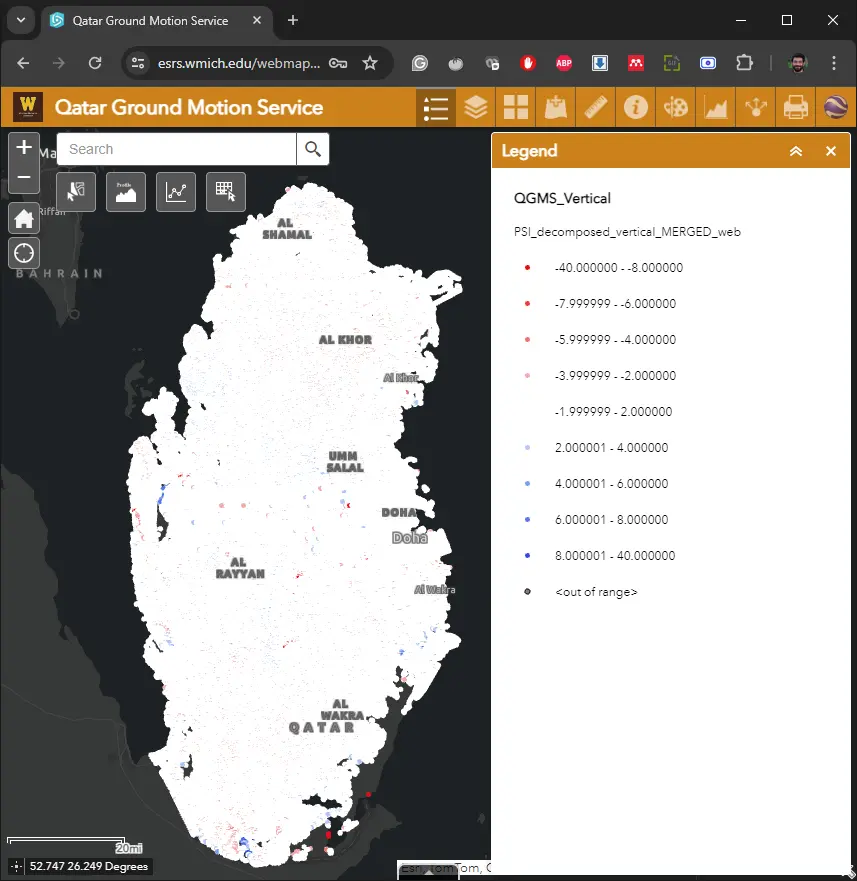 Qatar Ground Motion Service
esrs.wmich.edu/webmap...
ABP
W
Qatar Ground Motion Service
Search
Legend
Profile
Riffa
BAHRAIN
AL
SHAMAL
AL KHOR
Al Khor
UMM
SALAL
DOHA
Doha
AL
RAYYAN
Al Wakra
AL
WAKRA
QATAR
20mi
52.747 26.249 Degrees
Esri, TomTom, G
QGMS_Vertical
PSI_decomposed_vertical_MERGED_web
-40.000000 - -8.000000
-7.999999 - -6.000000
-5.999999 - -4.000000
-3.999999 - -2.000000
-1.999999 - 2.000000
2.000001 - 4.000000
4.000001 - 6.000000
6.000001 - 8.000000
8.000001 - 40.000000
<out of range>